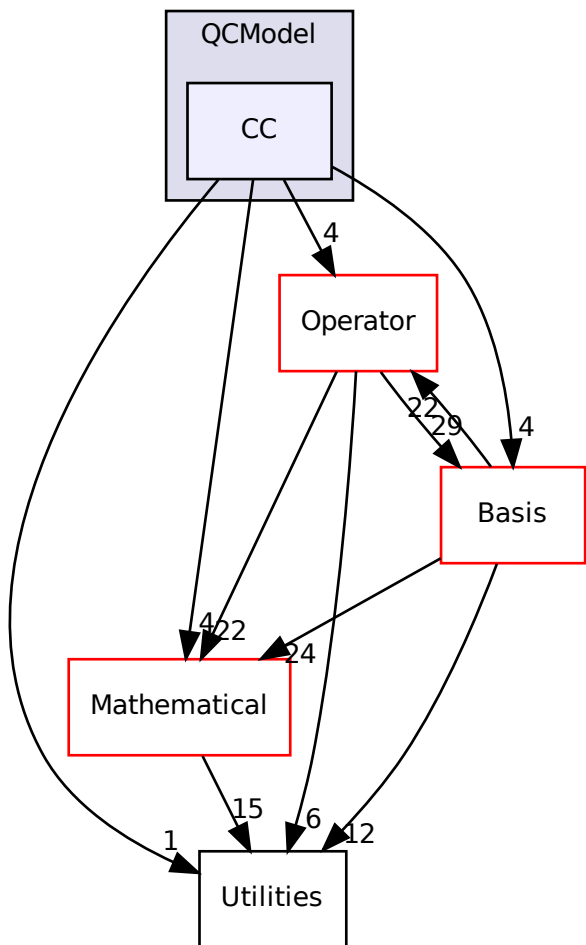 QCModel
CC
4
Operator
22
29
4
Basis
4
22
24
Mathematical
15
6
12
1
Utilities